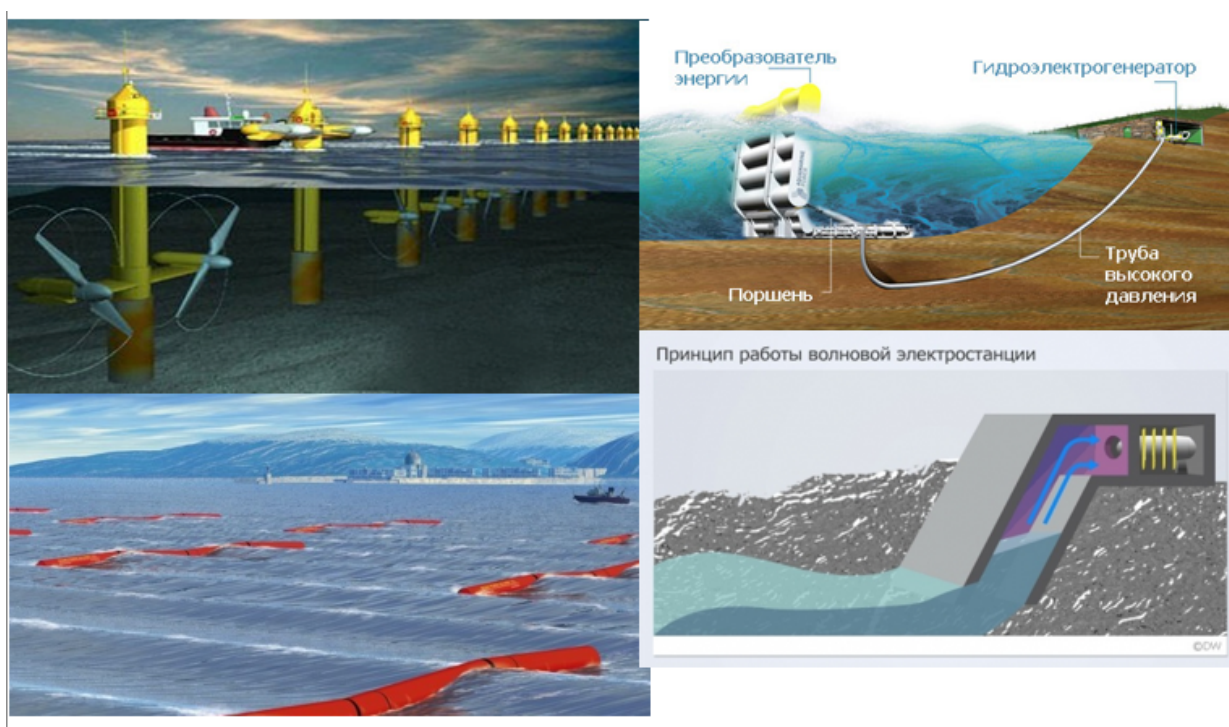 Преобразователь
энергии
Гидроэлектрогенератор
Поршень
Труба
высокого
давления
Принцип работы волновой электростанции
©DW